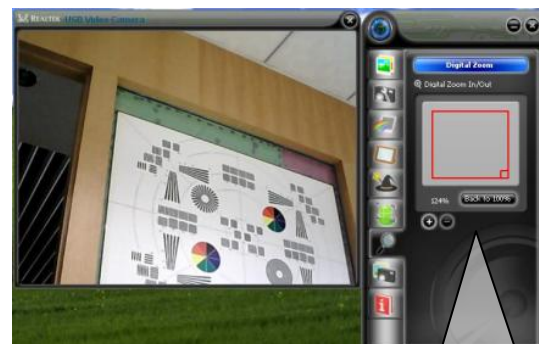 REALTEK USB Video Camera
Digital Zoom
Digital Zoom In/Out
124%
Back To 100%